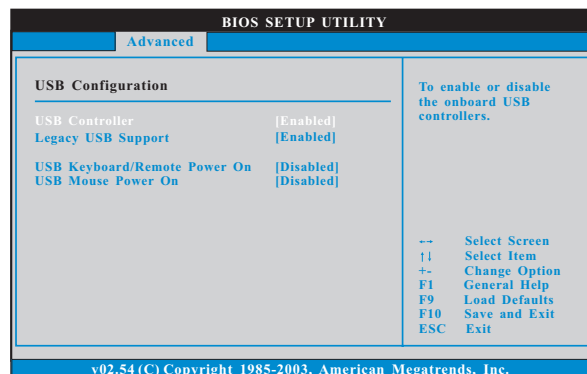 BIOS SETUP UTILITY
Advanced
USB Configuration
USB Controller [Enabled]
Legacy USB Support [Enabled]
USB Keyboard/Remote Power On [Disabled]
USB Mouse Power On [Disabled]
To enable or disable
the onboard USB
controllers.
←→ Select Screen
↑↓ Select Item
+- Change Option
F1 General Help
F9 Load Defaults
F10 Save and Exit
ESC Exit
v02.54 (C) Copyright 1985-2003, American Megatrends, Inc.